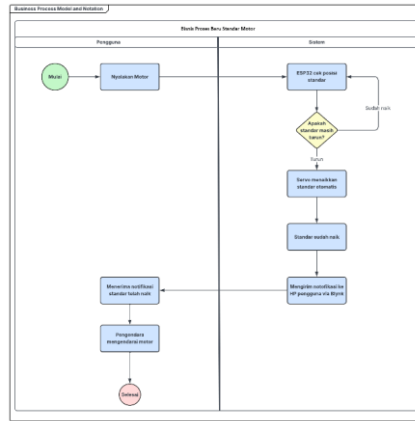 Business Process Model and Notation
Bisnis Proses Baru Standar Motor
Pengguna
Sistem
Mulai
Nyalakan Motor
ESP32 cek posisi
standar
Sudah naik
Apakah
standar masih
turun?
Turun
Servo menaikkan
standar otomatis
Standar sudah naik
Menerima notifikasi
standar telah naik
Mengirim notofikasi ke
HP pengguna via Blynk
Pengendara
mengendarai motor
Selesai